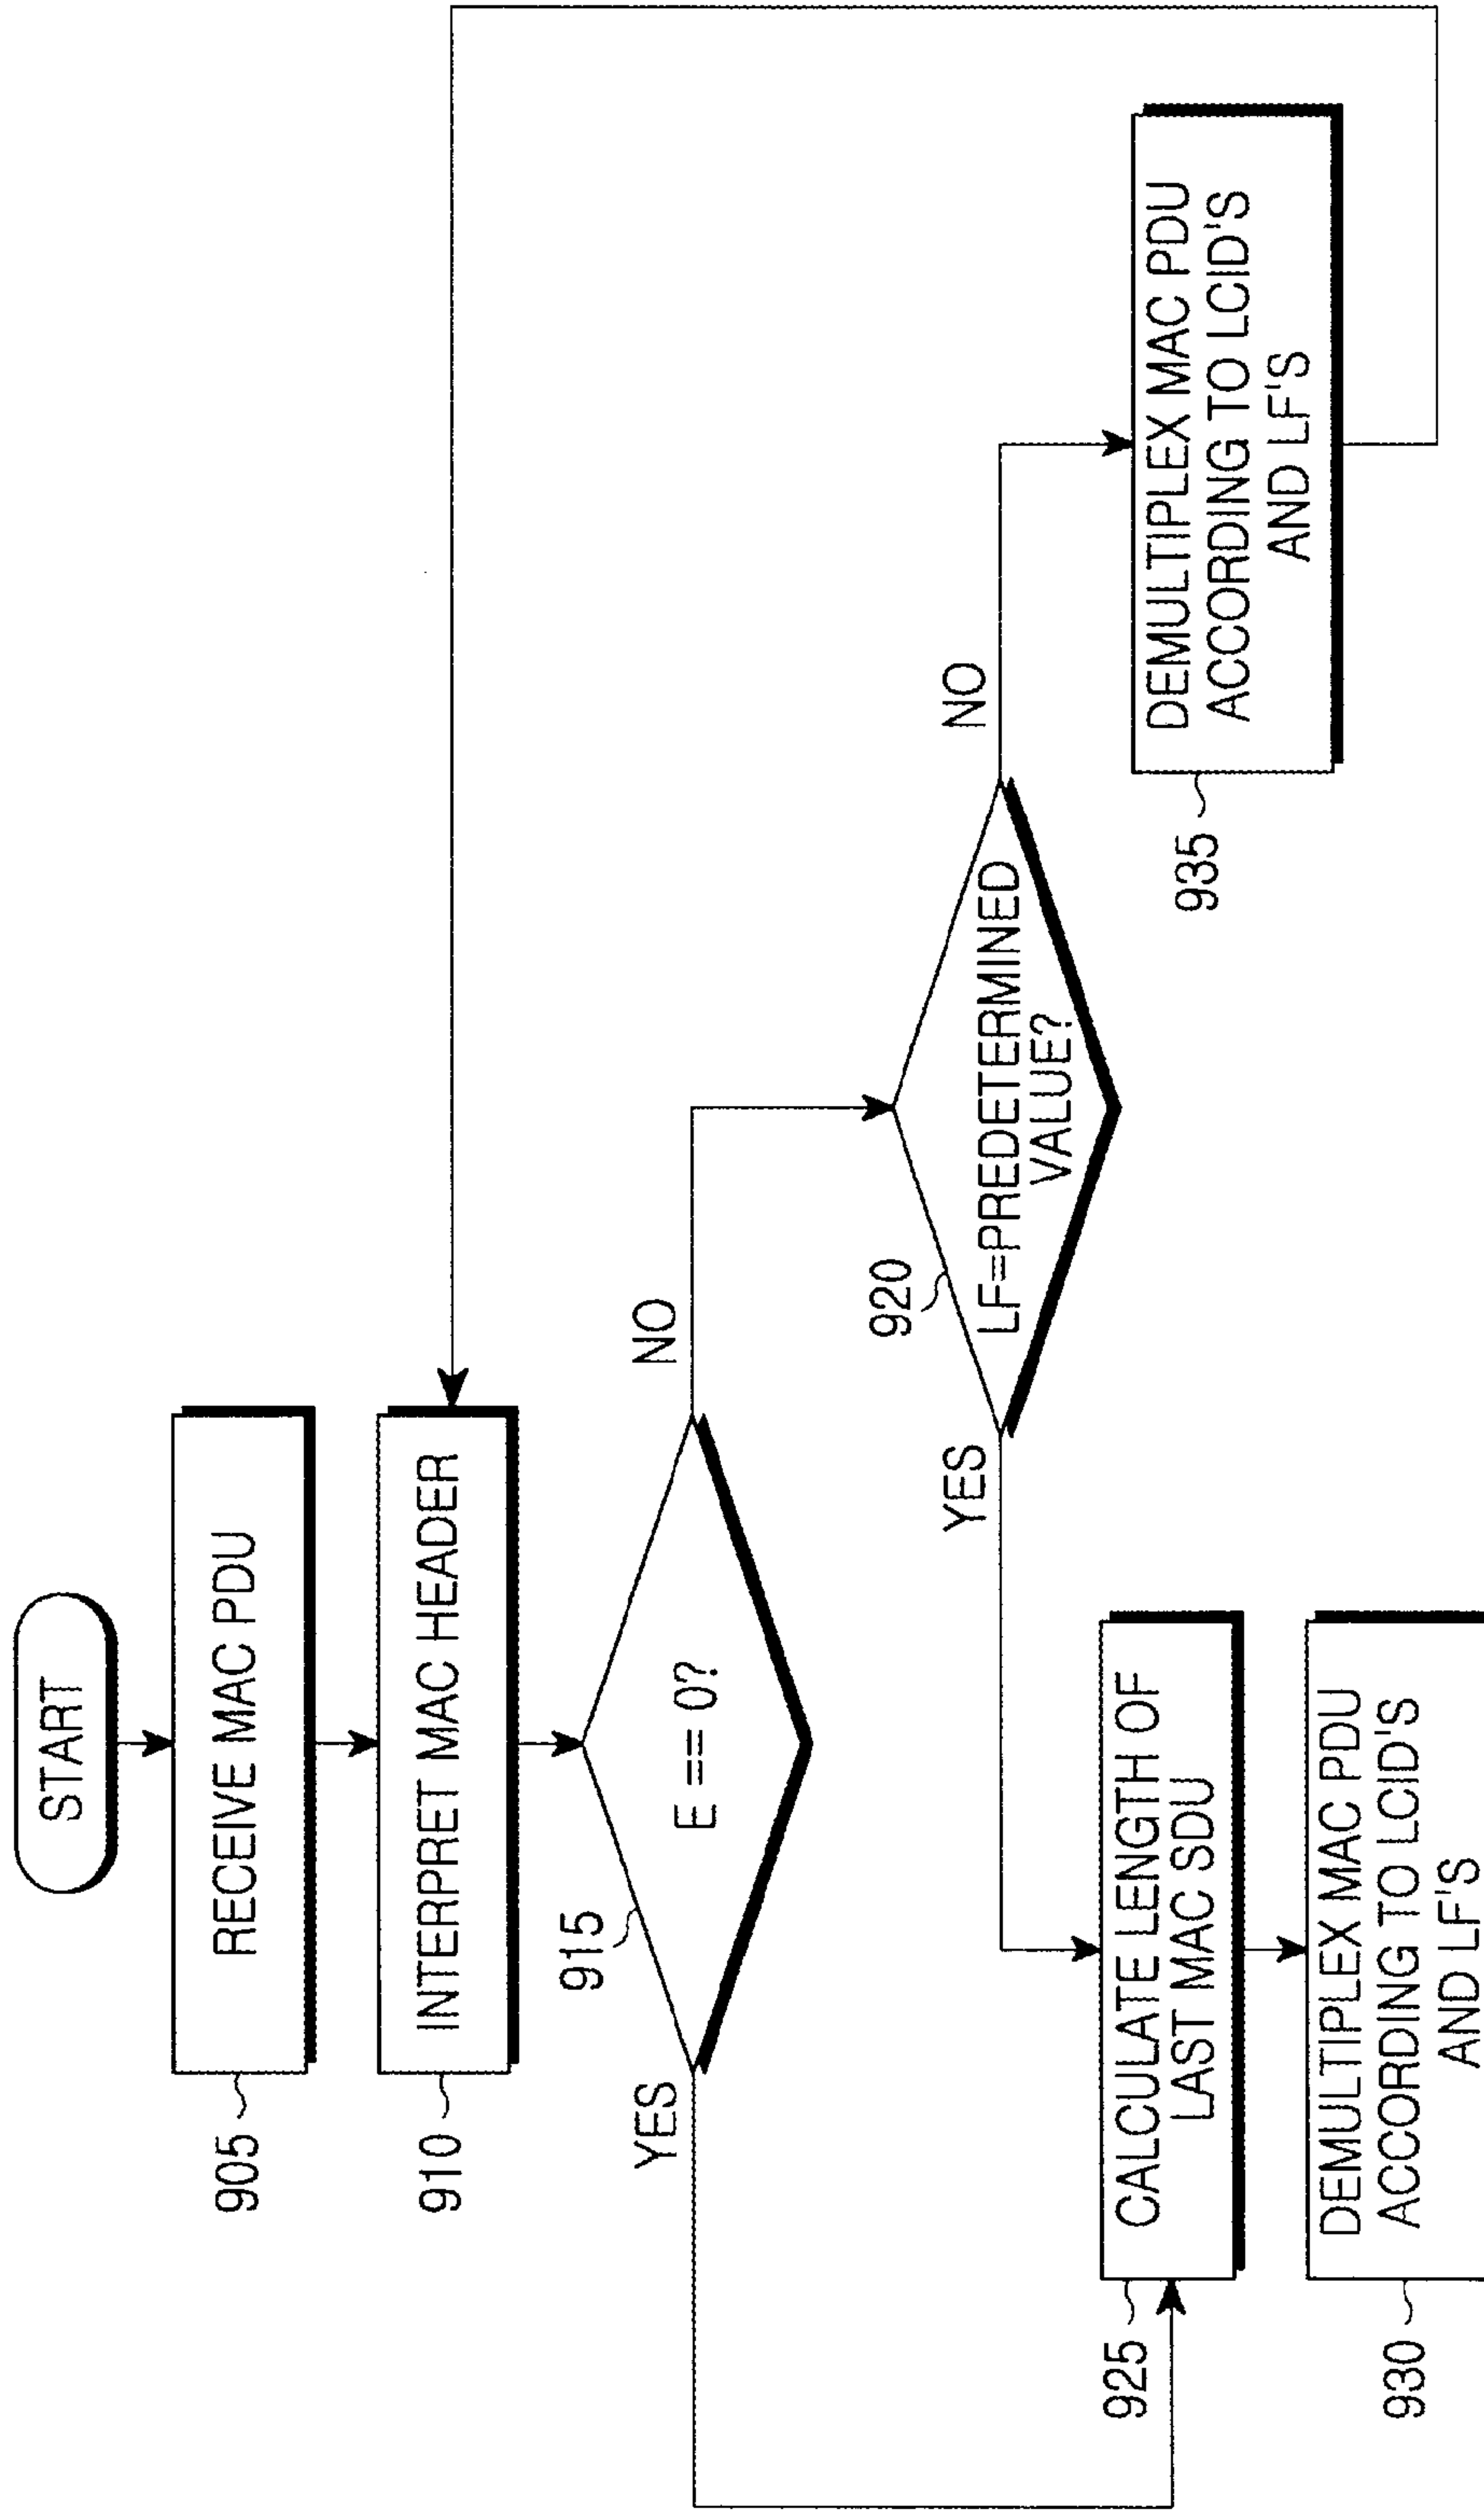 START
905
RECEIVE MAC PDU
910
INTERPRET MAC HEADER
915
E == 0?
YES
NO
920
LF=PREDETERMINED
VALUE?
YES
NO
925
CALCULATE LENGTH OF
LAST MAC SDU
935
DEMULTIPLEX MAC PDU
ACCORDING TO LCID'S
AND LF'S
930
DEMULTIPLEX MAC PDU
ACCORDING TO LCID'S
AND LF'S